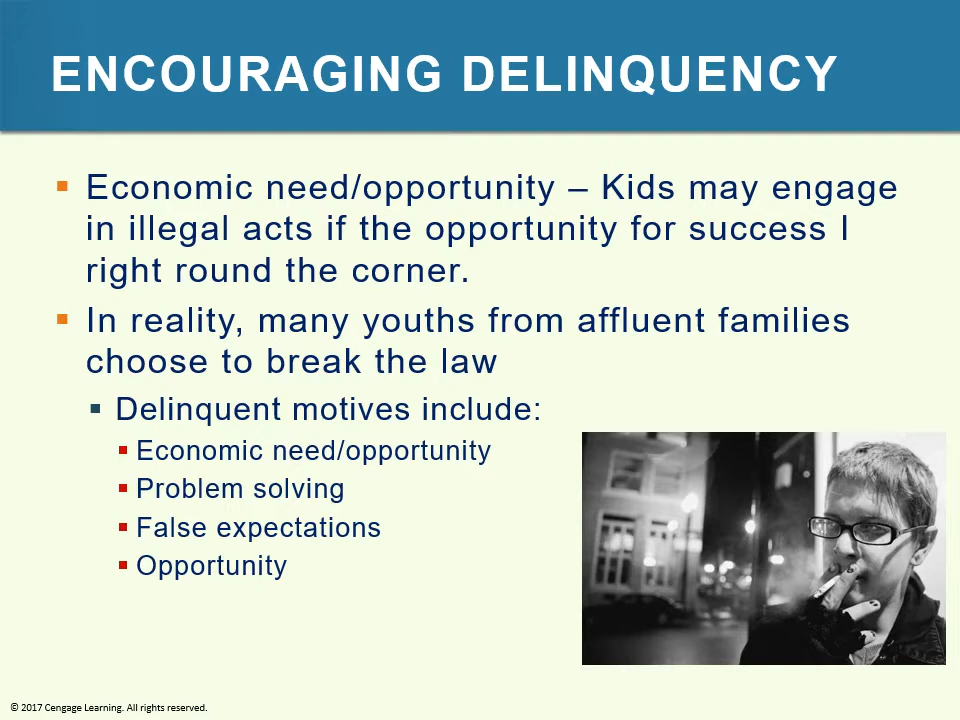 ENCOURAGING DELINQUENCY
Economic need/opportunity – Kids may engage
in illegal acts if the opportunity for success I
right round the corner.
In reality, many youths from affluent families
choose to break the law
Delinquent motives include:
Economic need/opportunity
Problem solving
False expectations
Opportunity
© 2017 Cengage Learning. All rights reserved.